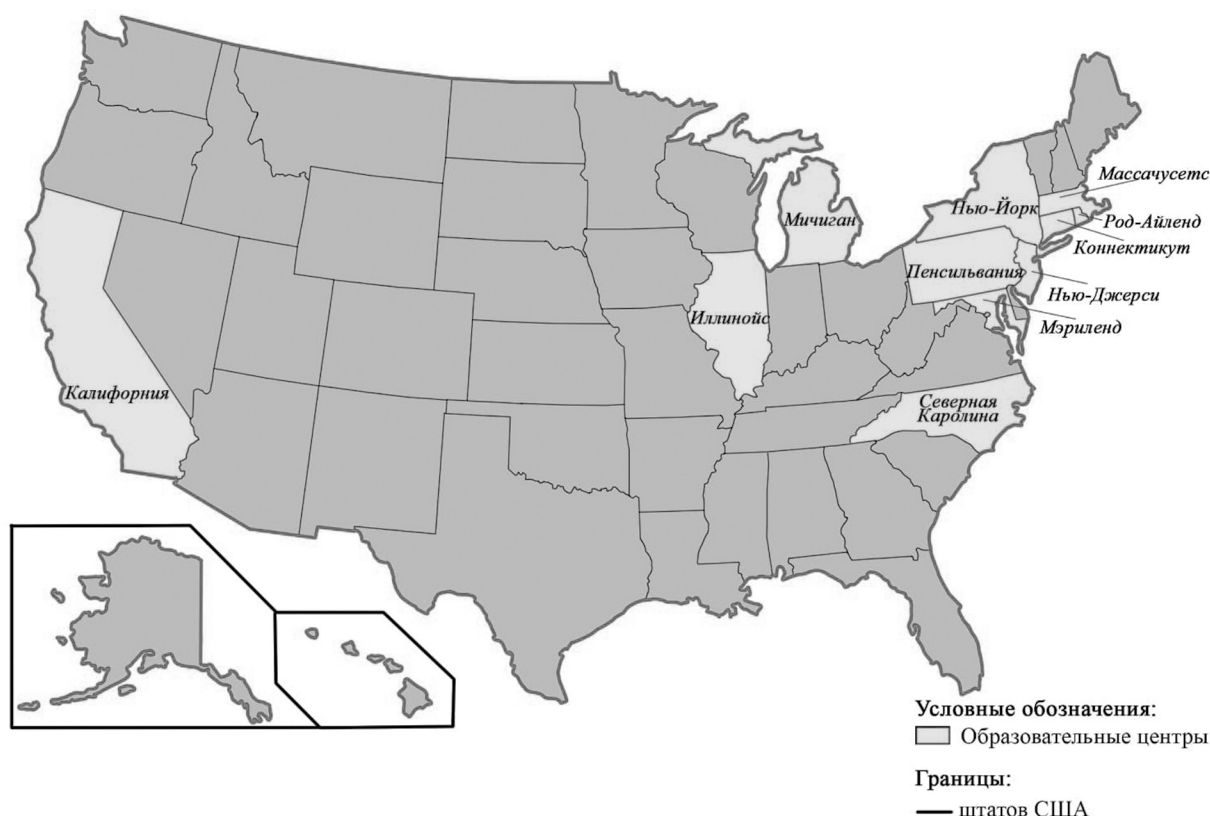 Массачусетс
Мичиган
Нью-Йорк
Род-Айленд
Коннектикут
Пенсильвания
Нью-Джерси
Иллинойс
Мэриленд
Калифорния
Северная
Каролина
Условные обозначения:
Образовательные центры
Границы:
штатов США